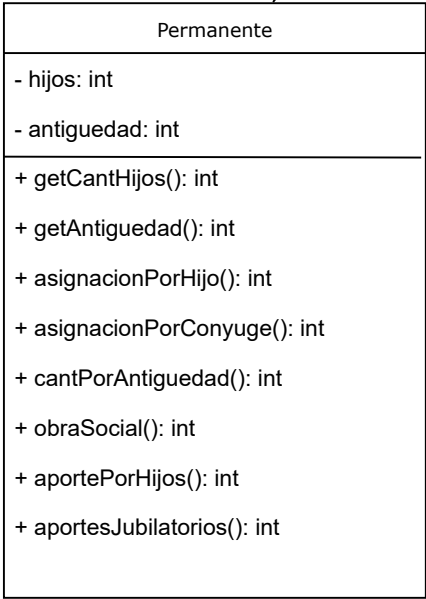 Permanente
- hijos: int
- antiguedad: int
+ getCantHijos(): int
+ getAntiguedad(): int
+ asignacionPorHijo(): int
+ asignacionPorConyuge(): int
+ cantPorAntiguedad(): int
+ obraSocial(): int
+ aportePorHijos(): int
+ aportesJubilatorios(): int